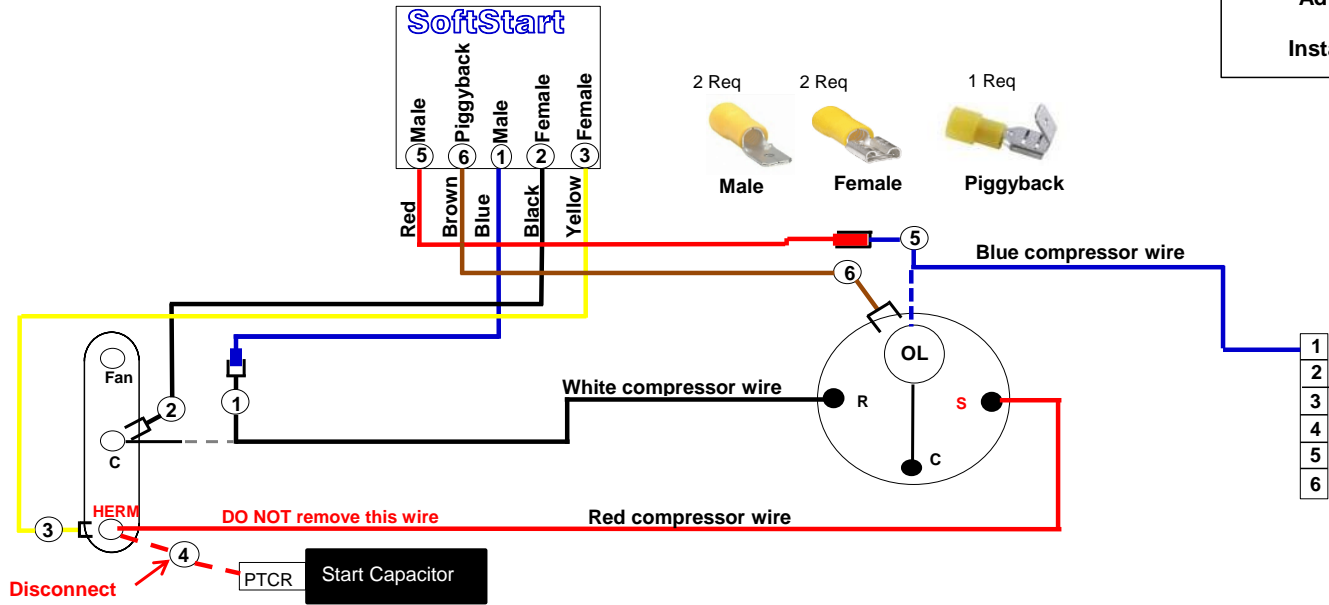 SoftStart
Ad
Insta
Male
Piggyback
Male
Female
Female
5
6
1
2
3
Red
Brown
Blue
Black
Yellow
2 Req
2 Req
1 Req
Male
Female
Piggyback
5
Blue compressor wire
6
OL
R
S
C
1
2
3
4
5
6
Fan
2
1
White compressor wire
C
HERM
3
DO NOT remove this wire
Red compressor wire
4
Disconnect
PTCR
Start Capacitor